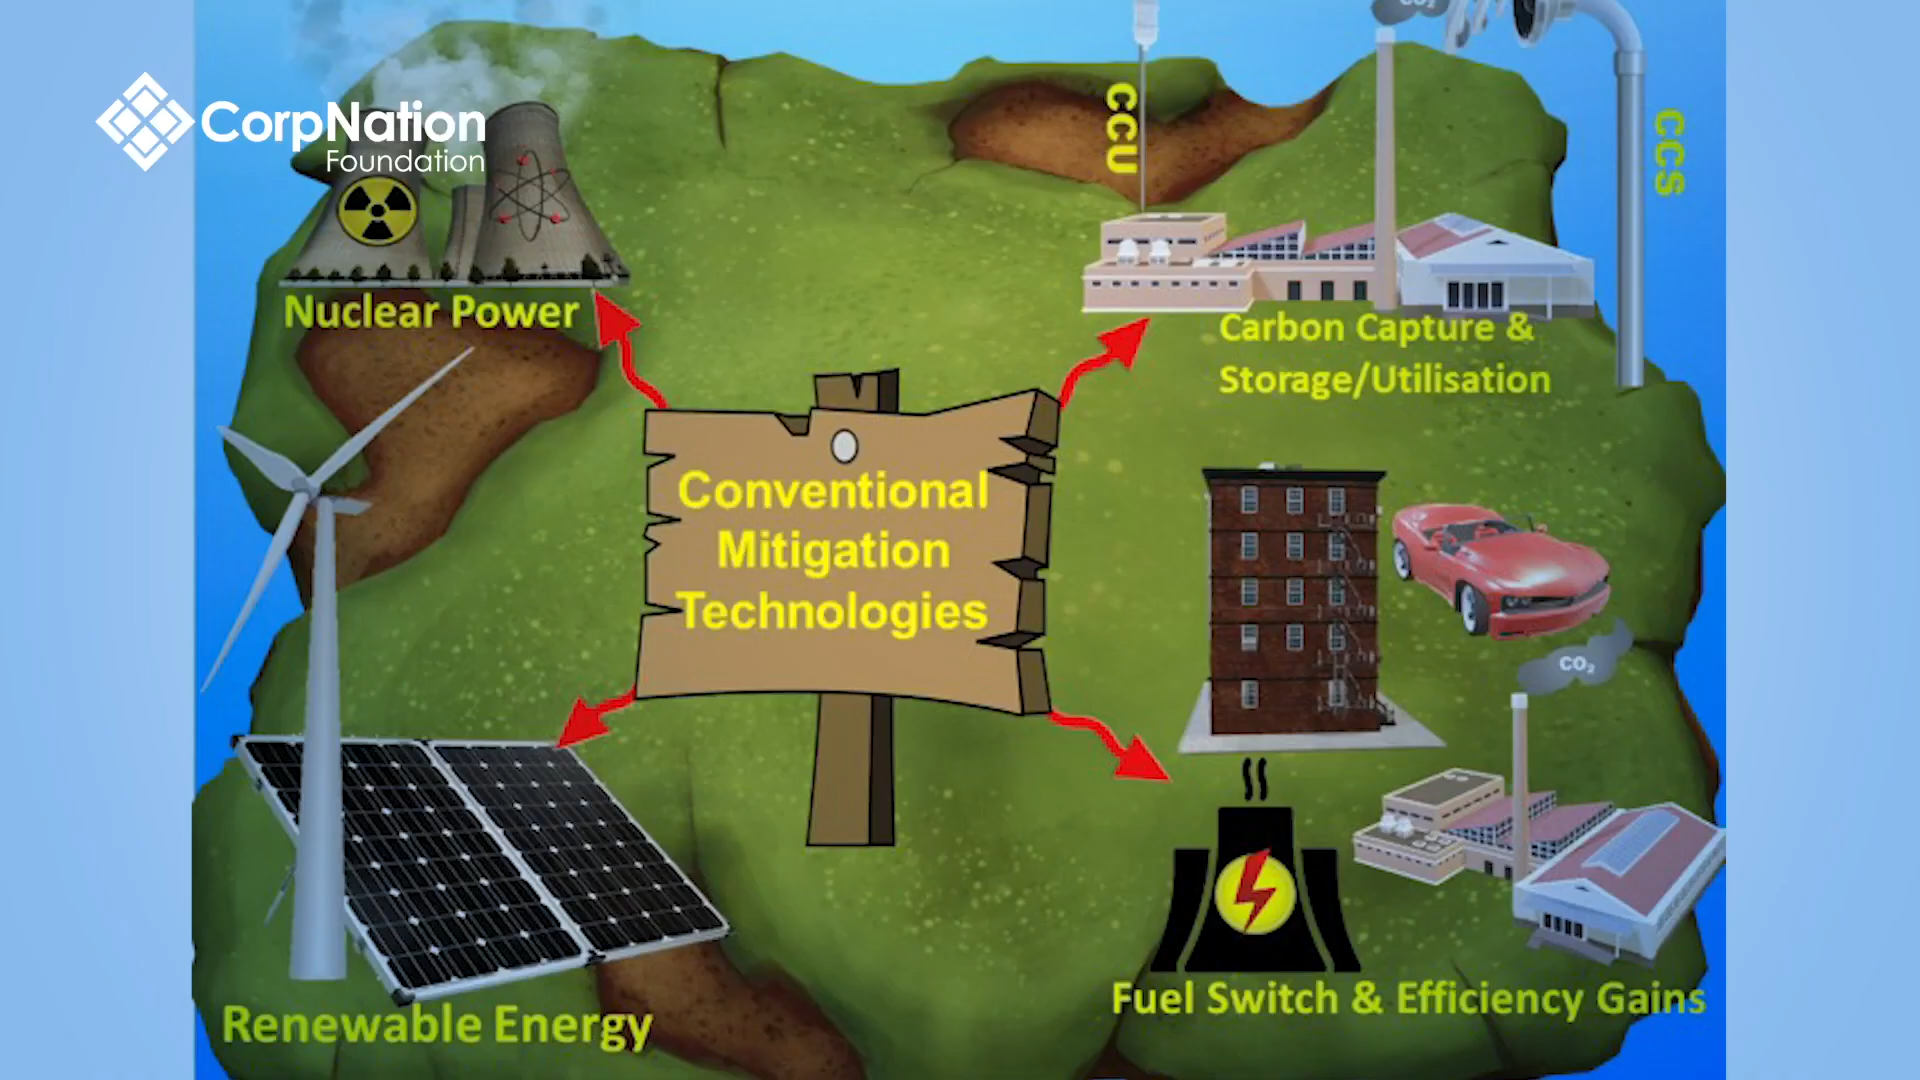 CorpNation
Foundation
CO₂
CCU
CCS
Nuclear Power
Carbon Capture &
Storage/Utilisation
Conventional
Mitigation
Technologies
CO₂
Renewable Energy
Fuel Switch & Efficiency Gains